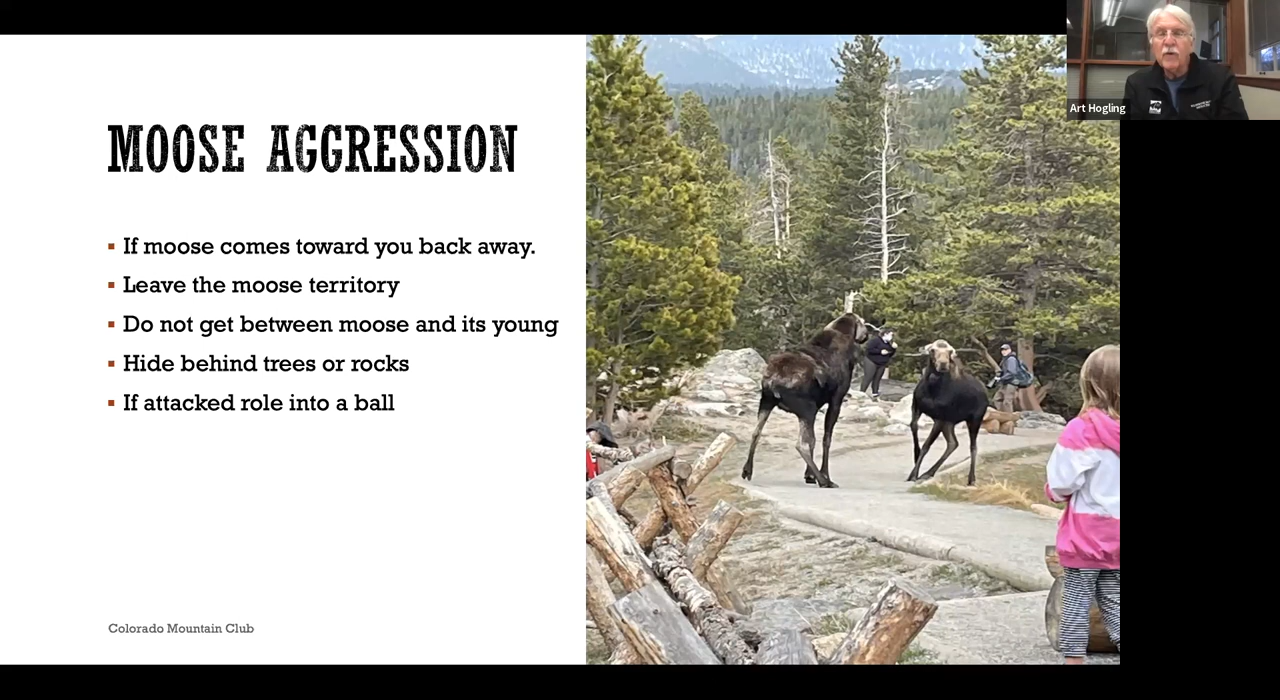 Art Hogling
MOOSE AGGRESSION
If moose comes toward you back away.
Leave the moose territory
Do not get between moose and its young
Hide behind trees or rocks
If attacked role into a ball
Colorado Mountain Club